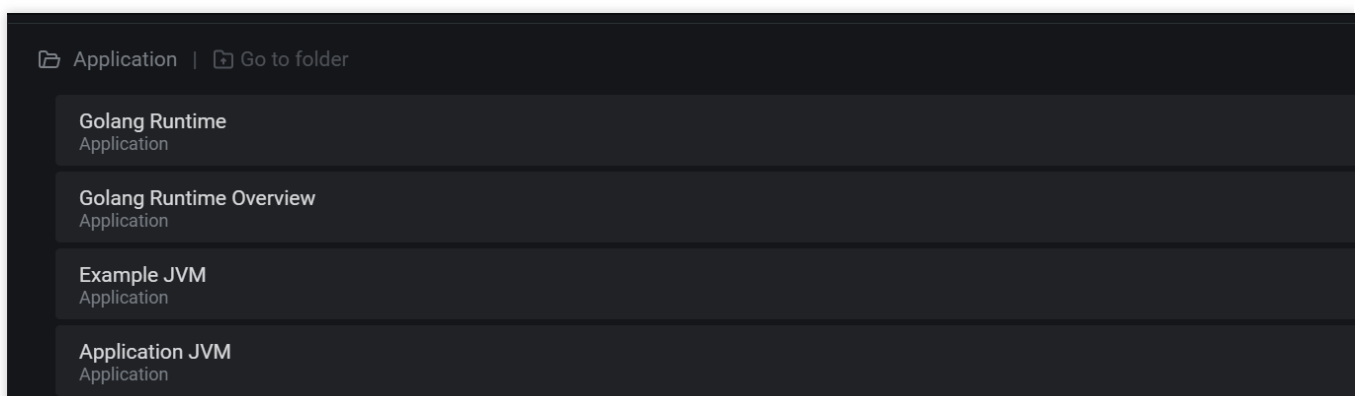 Application | Go to folder
Golang Runtime
Application
Golang Runtime Overview
Application
Example JVM
Application
Application JVM
Application